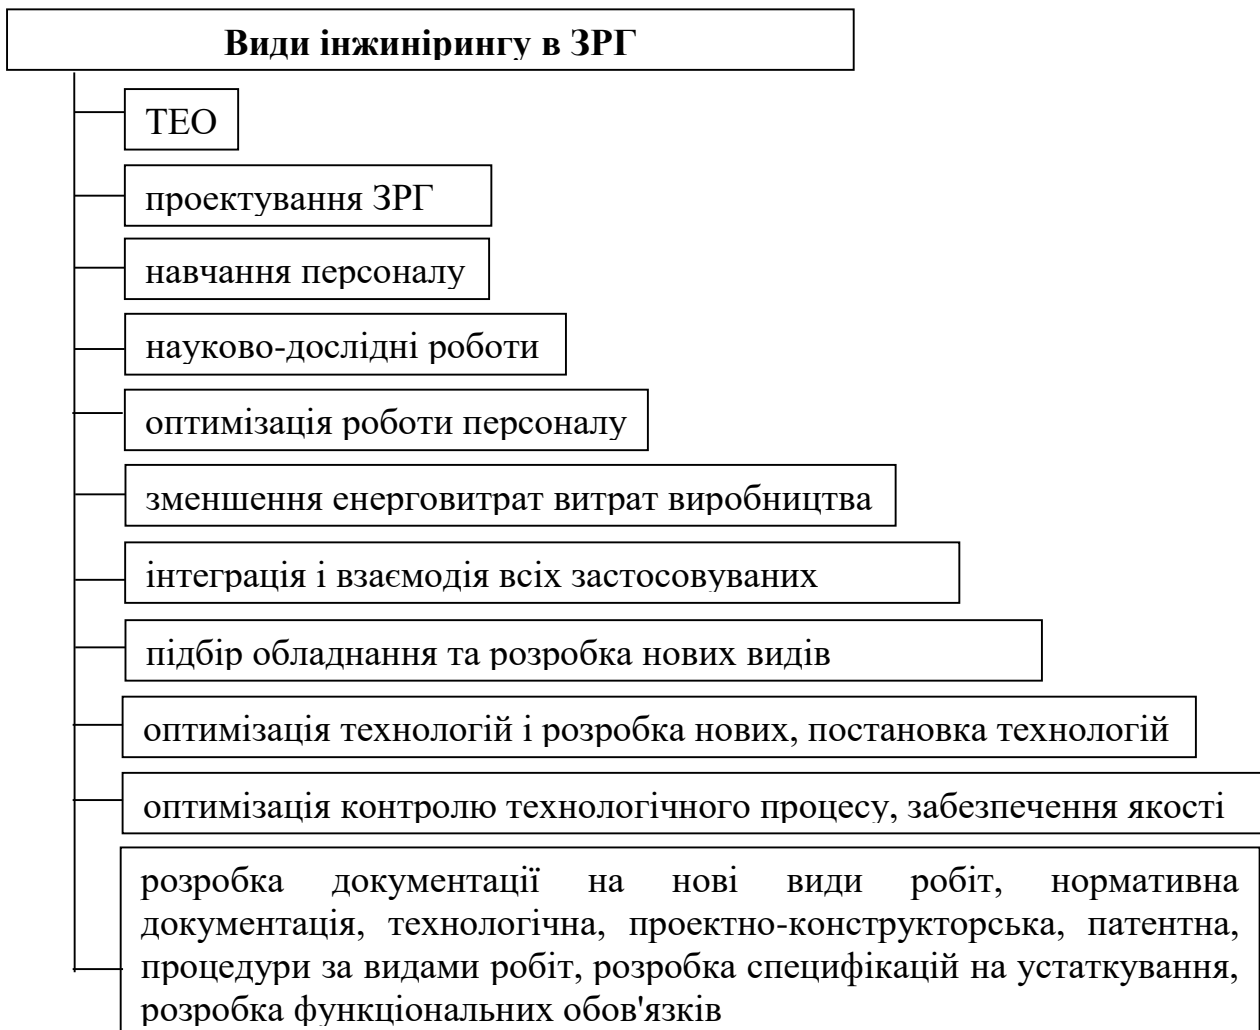 Види інжинірингу в ЗРГ
ТЕО
проектування ЗРГ
навчання персоналу
науково-дослідні роботи
оптимізація роботи персоналу
зменшення енерговитрат витрат виробництва
інтеграція і взаємодія всіх застосовуваних
підбір обладнання та розробка нових видів
оптимізація технологій і розробка нових, постановка технологій
оптимізація контролю технологічного процесу, забезпечення якості
розробка документації на нові види робіт, нормативна
документація, технологічна, проектно-конструкторська, патентна,
процедури за видами робіт, розробка специфікацій на устаткування,
розробка функціональних обов'язків